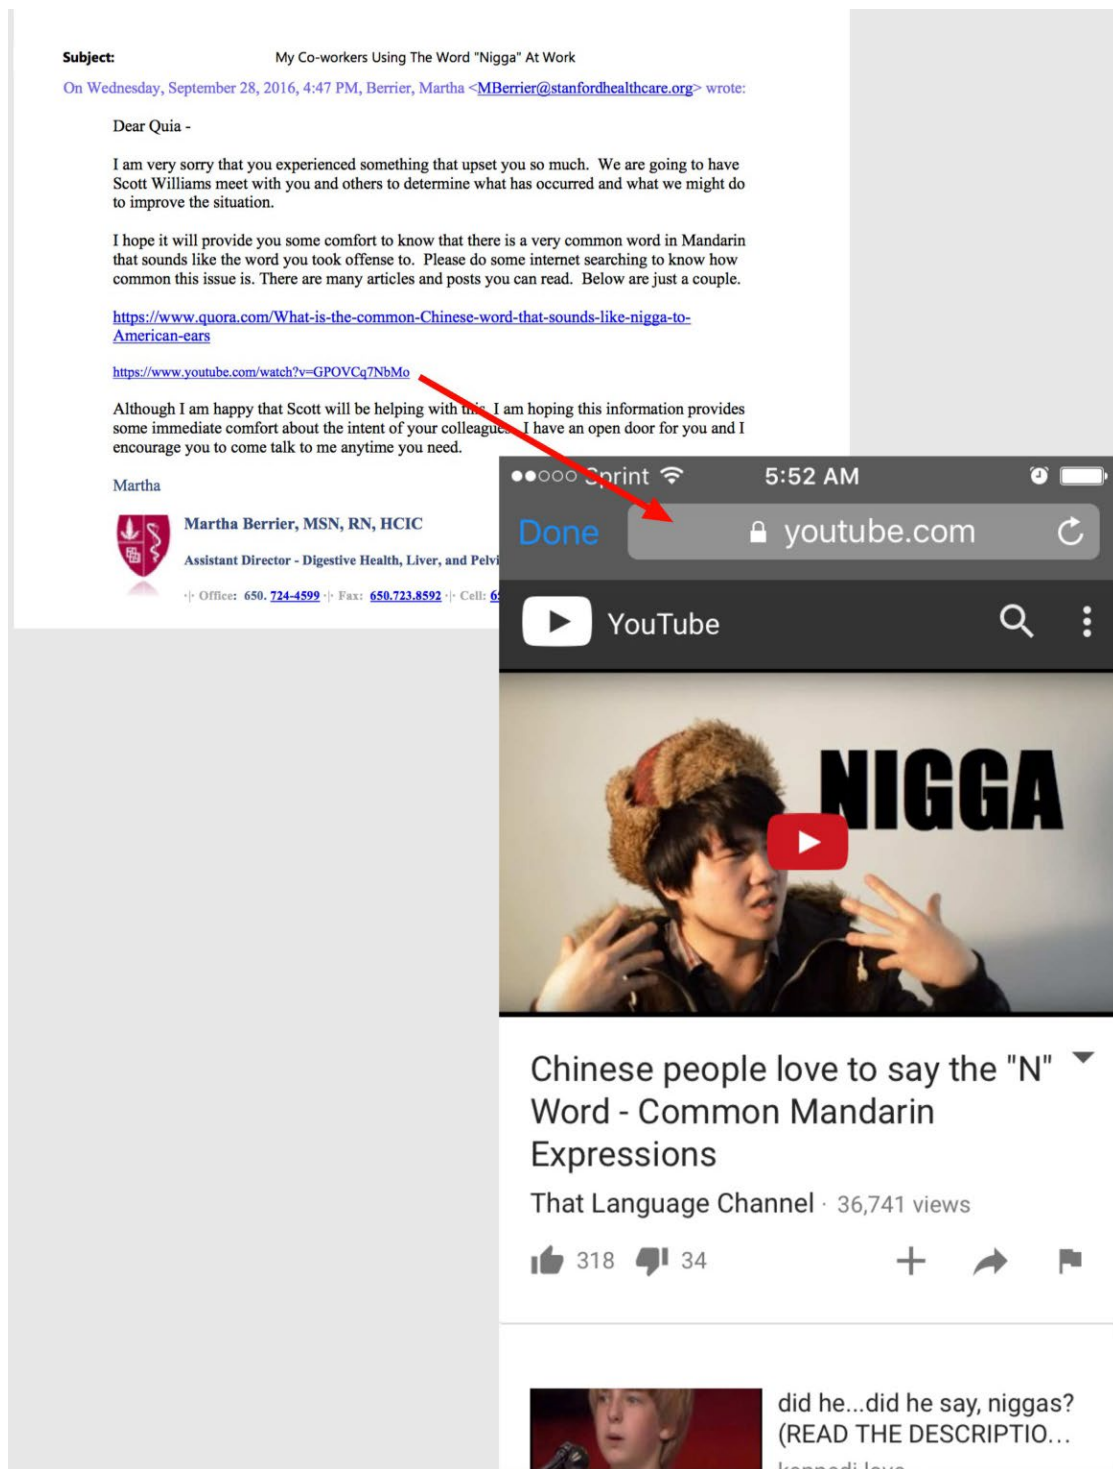 Subject: My Co-workers Using The Word "Nigga" At Work
On Wednesday, September 28, 2016, 4:47 PM, Berrier, Martha <MBerrier@stanfordhealthcare.org> wrote:
Dear Quia -
I am very sorry that you experienced something that upset you so much. We are going to have
Scott Williams meet with you and others to determine what has occurred and what we might do
to improve the situation.
I hope it will provide you some comfort to know that there is a very common word in Mandarin
that sounds like the word you took offense to. Please do some internet searching to know how
common this issue is. There are many articles and posts you can read. Below are just a couple.
https://www.quora.com/What-is-the-common-Chinese-word-that-sounds-like-nigga-to-
American-ears
https://www.youtube.com/watch?v=GPOVCq7NbMo
Although I am happy that Scott will be helping with this I am hoping this information provides
some immediate comfort about the intent of your colleagues. I have an open door for you and I
encourage you to come talk to me anytime you need.
Martha
Martha Berrier, MSN, RN, HCIC
Assistant Director - Digestive Health, Liver, and
Office: 650. 724-4599 · Fax: 650.723.8592 · Cell:
Sprint 5:52 AM
Done youtube.com
YouTube
NIGGA
Chinese people love to say the "N"
Word - Common Mandarin
Expressions
That Language Channel · 36,741 views
318 34
did he...did he say, niggas?
(READ THE DESCRIPTIO...